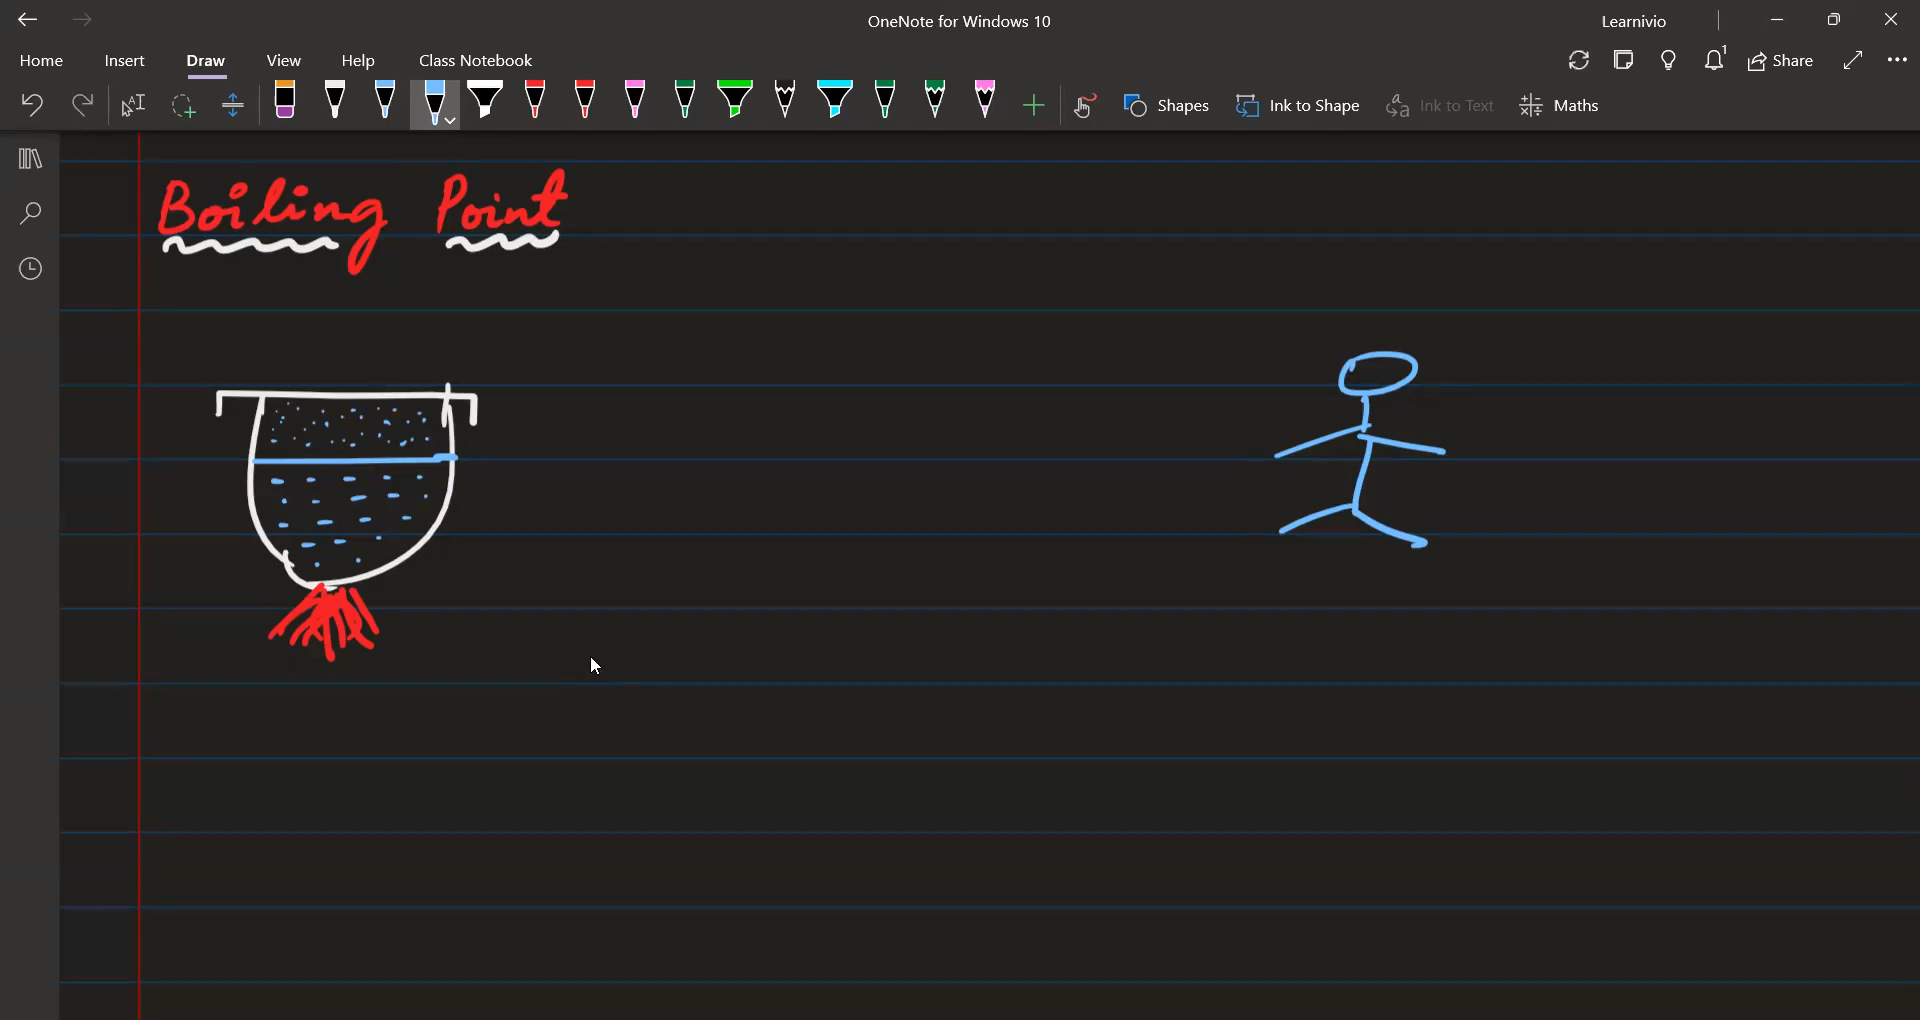 OneNote for Windows 10
Learnivio
Home Insert Draw View Help Class Notebook
1
Share
Shapes Ink to Shape Ink to Text Maths
Boiling Point